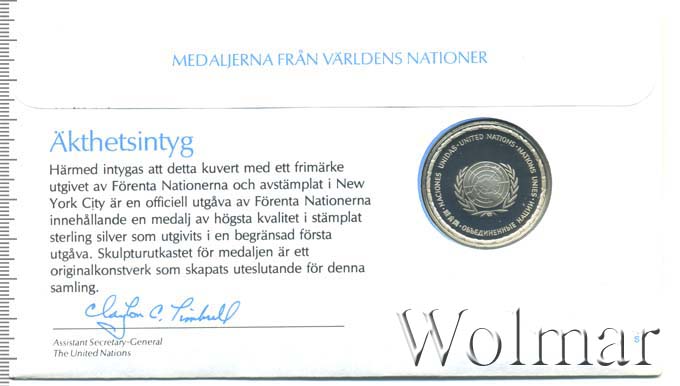 MEDALJERNA FRÅN VÄRLDENS NATIONER
Äkthetsintyg
Härmed intygas att detta kuvert med ett frimärke
utgivet av Förenta Nationerna och avstämplat i New
York City är en officiell utgåva av Förenta Nationerna
innehållande en medalj av högsta kvalitet i stämplat
sterling silver som utgivits i en begränsad första
utgåva. Skulpturutkastet för medaljen är ett
originalkonstverk som skapats uteslutande för denna
samling.
Clayton C. Timbrell
Assistant Secretary-General
The United Nations
NACIONES UNIDAS · UNITED NATIONS · NATIONS UNIES
ОБЪЕДИНЕННЫЕ НАЦИИ
Wolmar
S